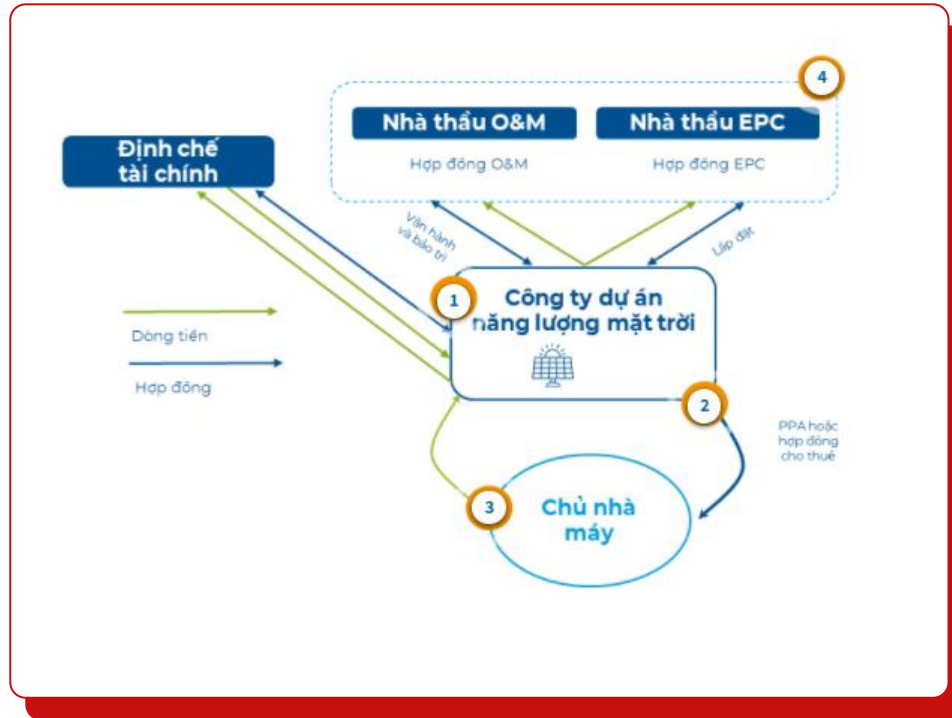 4
Nhà thầu O&M
Nhà thầu EPC
Định chế
tài chính
Hợp đồng O&M
Hợp đồng EPC
Vận hành
và bảo trì
Lắp đặt
1
Công ty dự án
năng lượng mặt trời
Dòng tiền
Hợp đồng
2
PPA hoặc
hợp đồng
cho thuê
3
Chủ nhà
máy